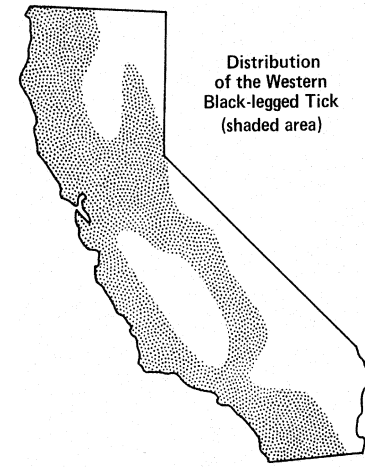 Distribution
of the Western
Black-legged Tick
(shaded area)